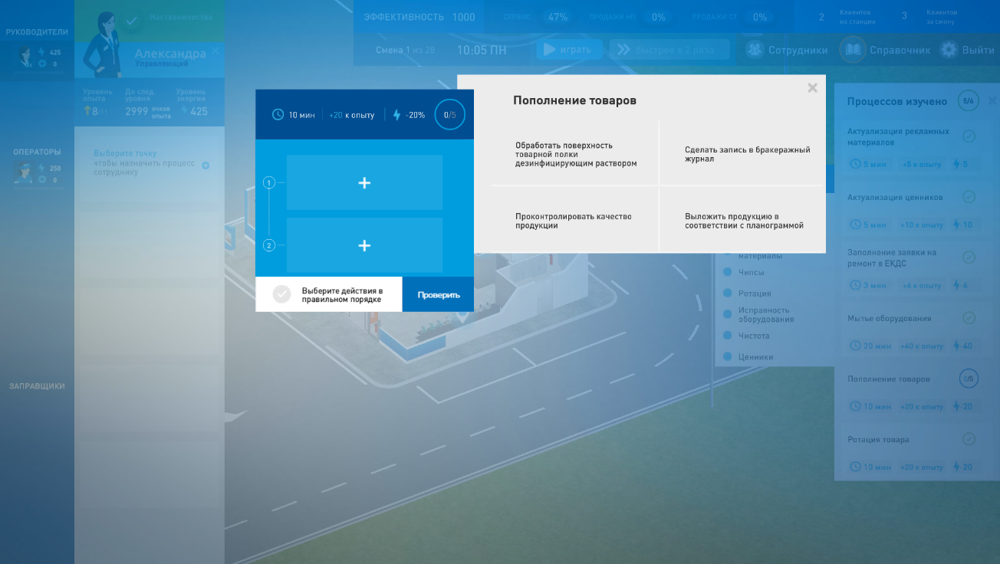 ЭФФЕКТИВНОСТЬ 1000
СЕРВИС 47% ПРОДАЖИ НП 0% ПРОДАЖИ СТ 0%
2 Клиентов на станции
3 Клиентов за смену
Смена 1 из 28 10:05 ПН играть быстрее в 2 раза Сотрудники Справочник Выйти
РУКОВОДИТЕЛИ
425
0
ОПЕРАТОРЫ
250
0
ЗАПРАВЩИКИ
Наставничество
Александра
Управляющий
Уровень опыта
До след. уровня
Уровень энергии
8/11 2999 очков опыта 425
Выберите точку
чтобы назначить процесс
сотруднику
10 мин +20 к опыту -20% 0/5
1
2
Выберите действия в
правильном порядке
Проверить
Пополнение товаров
Обработать поверхность
товарной полки
дезинфицирующим раствором
Сделать запись в бракеражный
журнал
Проконтролировать качество
продукции
Выложить продукцию в
соответствии с планограммой
материалы
Чипсы
Ротация
Исправность
оборудования
Чистота
Ценники
Процессов изучено 5/6
Актуализация рекламных
материалов
5 мин +5 к опыту -5
Актуализация ценников
5 мин +10 к опыту -10
Заполнение заявки на
ремонт в ЕКДС
3 мин +6 к опыту -6
Мытье оборудования
20 мин +40 к опыту -40
Пополнение товаров 0/5
10 мин +20 к опыту -20
Ротация товара
10 мин +20 к опыту -20